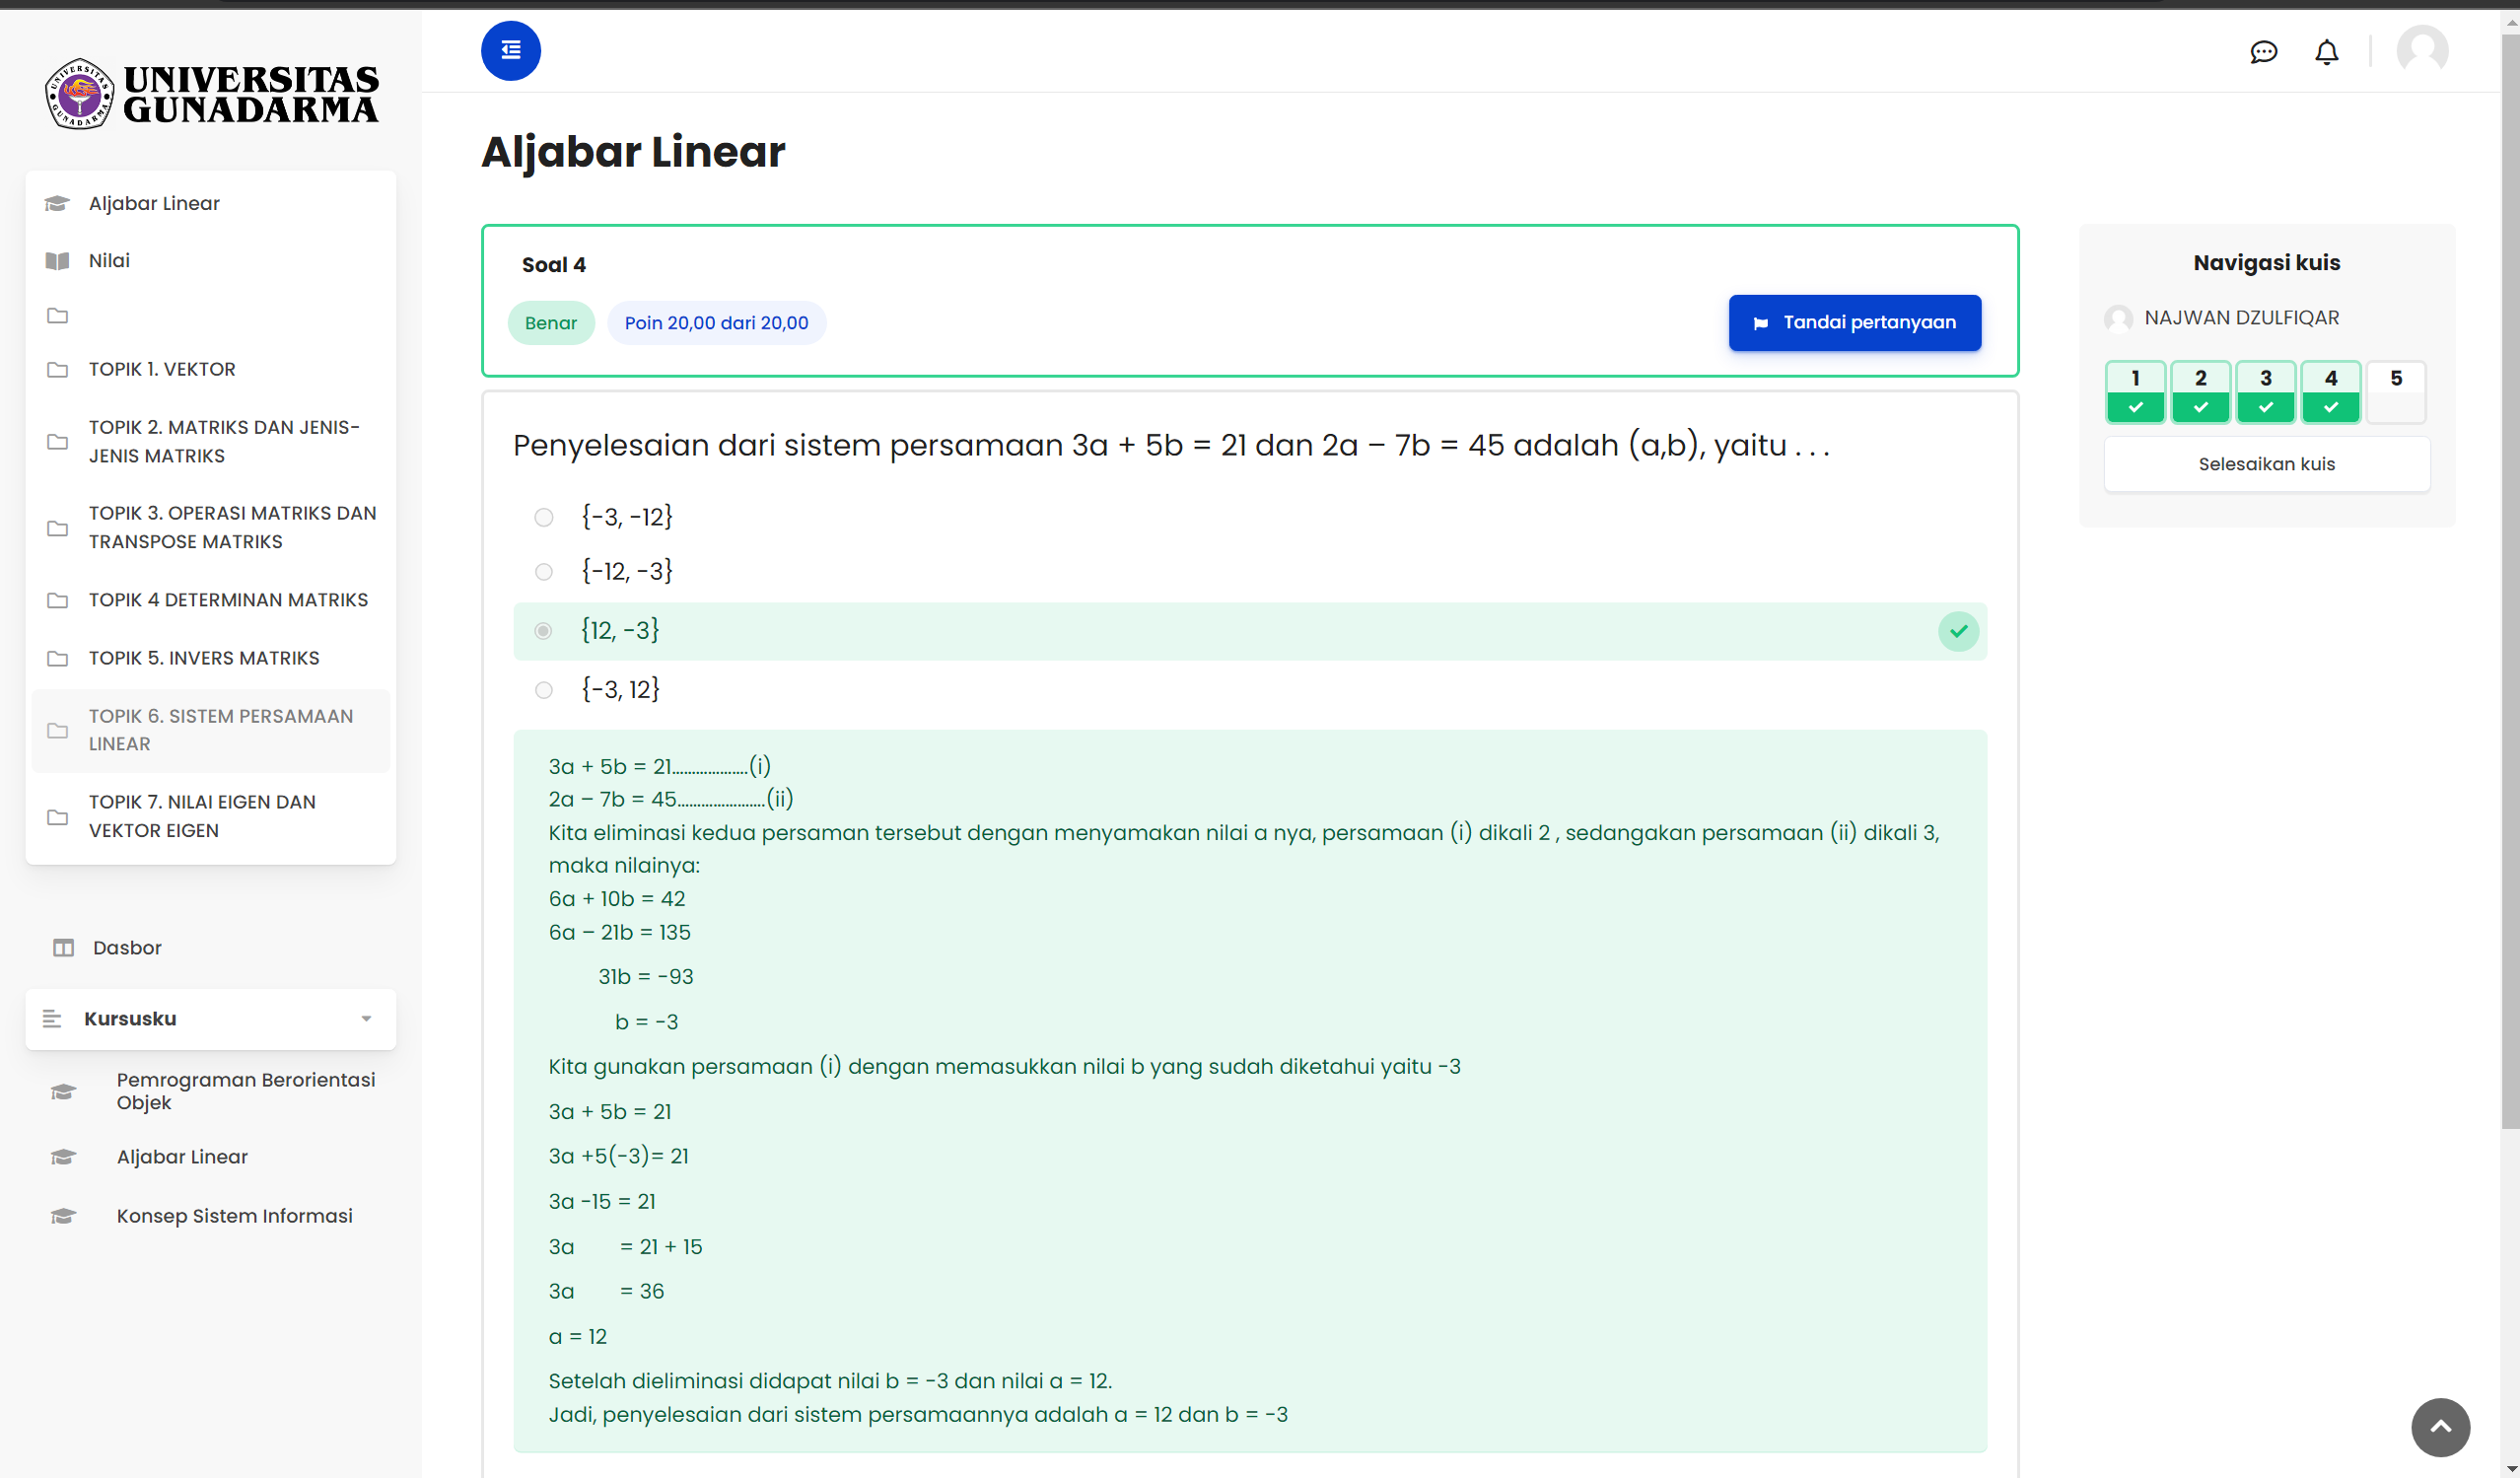 UNIVERSITAS
GUNADARMA
Aljabar Linear
Nilai
TOPIK 1. VEKTOR
TOPIK 2. MATRIKS DAN JENIS-
JENIS MATRIKS
TOPIK 3. OPERASI MATRIKS DAN
TRANSPOSE MATRIKS
TOPIK 4 DETERMINAN MATRIKS
TOPIK 5. INVERS MATRIKS
TOPIK 6. SISTEM PERSAMAAN
LINEAR
TOPIK 7. NILAI EIGEN DAN
VEKTOR EIGEN
Dasbor
Kursusku
Pemrograman Berorientasi
Objek
Aljabar Linear
Konsep Sistem Informasi
Aljabar Linear
Soal 4
Benar
Poin 20,00 dari 20,00
Tandai pertanyaan
Penyelesaian dari sistem persamaan 3a + 5b = 21 dan 2a – 7b = 45 adalah (a,b), yaitu . . .
{-3, -12}
{-12, -3}
{12, -3}
{-3, 12}
3a + 5b = 21...................(i)
2a – 7b = 45......................(ii)
Kita eliminasi kedua persaman tersebut dengan menyamakan nilai a nya, persamaan (i) dikali 2 , sedangakan persamaan (ii) dikali 3,
maka nilainya:
6a + 10b = 42
6a – 21b = 135
31b = -93
b = -3
Kita gunakan persamaan (i) dengan memasukkan nilai b yang sudah diketahui yaitu -3
3a + 5b = 21
3a +5(-3)= 21
3a -15 = 21
3a = 21 + 15
3a = 36
a = 12
Setelah dieliminasi didapat nilai b = -3 dan nilai a = 12.
Jadi, penyelesaian dari sistem persamaannya adalah a = 12 dan b = -3
Navigasi kuis
NAJWAN DZULFIQAR
1 2 3 4 5
Selesaikan kuis